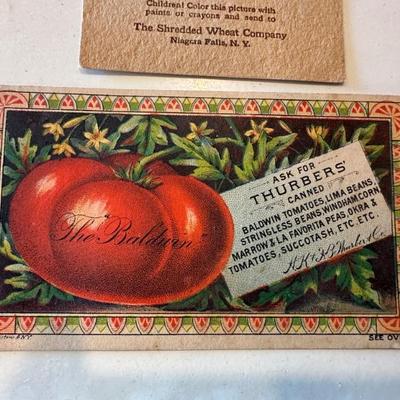 Children! Color this picture with
paints or crayons and send to
The Shredded Wheat Company
Niagara Falls, N. Y.
The "Baldwin"
ASK FOR
THURBERS'
CANNED
BALDWIN TOMATOES, LIMA BEANS,
STRINGLESS BEANS, WINDHAM CORN
MARROW & LA FAVORITA PEAS, OKRA &
TOMATOES, SUCCOTASH, ETC. ETC.
H.K. & F.B. Thurber & Co.
SEE OV